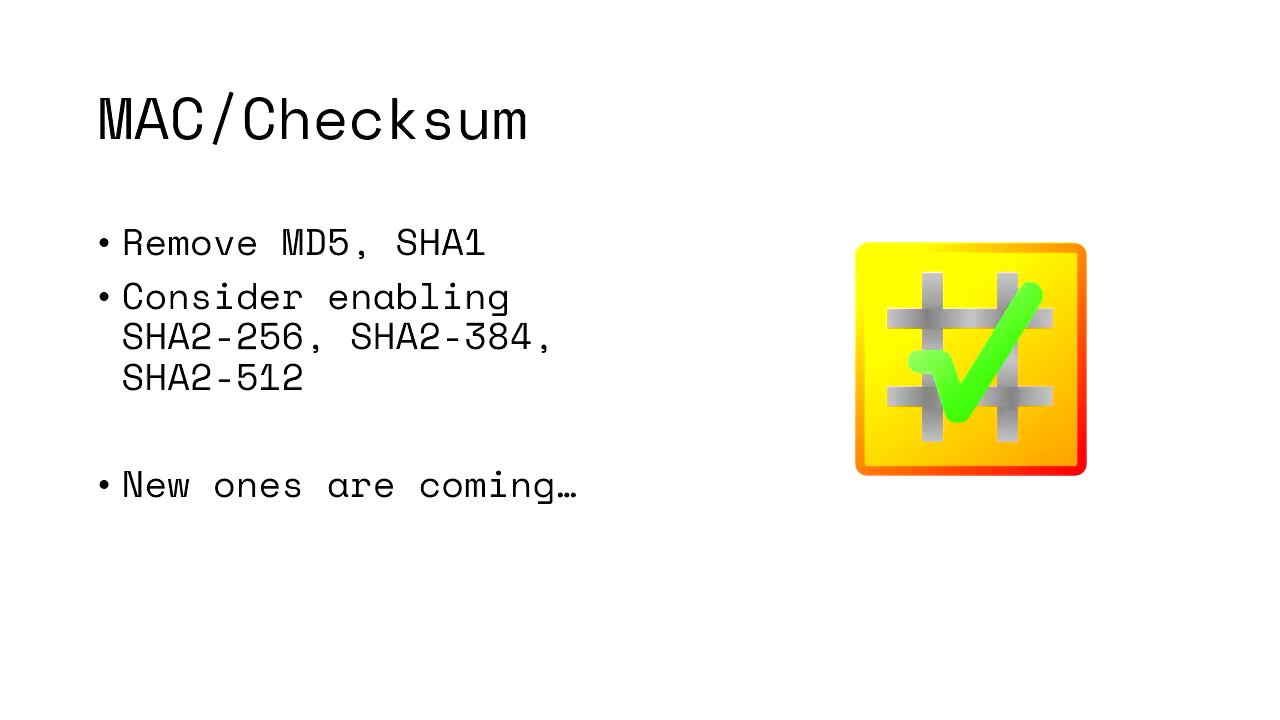 MAC/Checksum
• Remove MD5, SHA1
• Consider enabling
SHA2-256, SHA2-384,
SHA2-512
• New ones are coming…